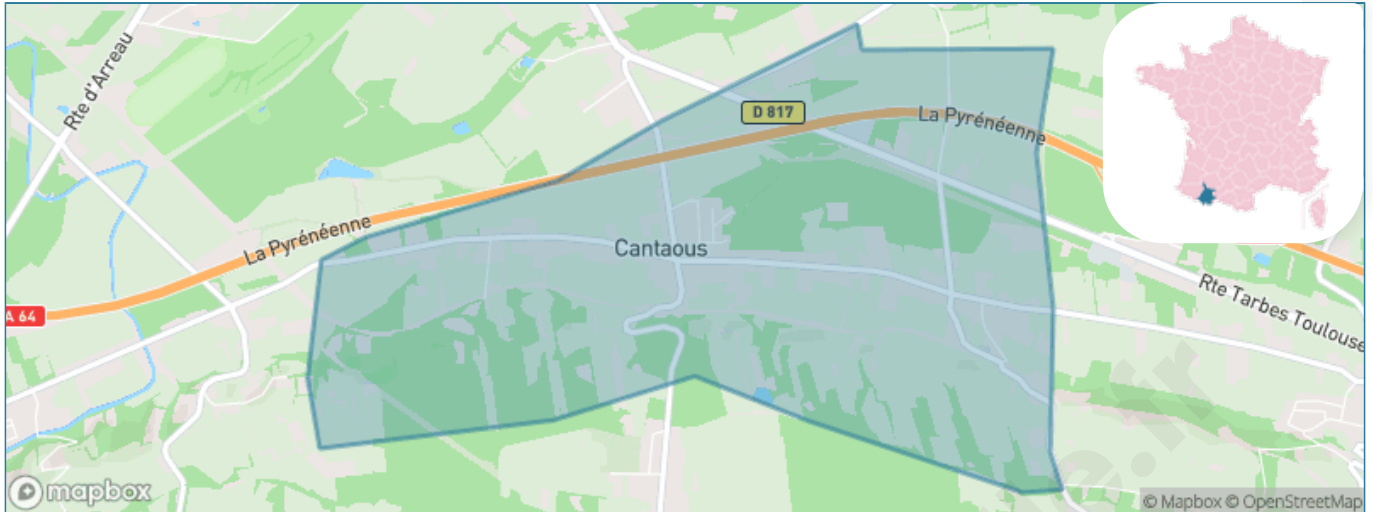 Rte d'Arreau
D 817
La Pyrénéenne
La Pyrénéenne
Cantaous
A 64
Rte Tarbes Toulouse
mapbox
© Mapbox © OpenStreetMap